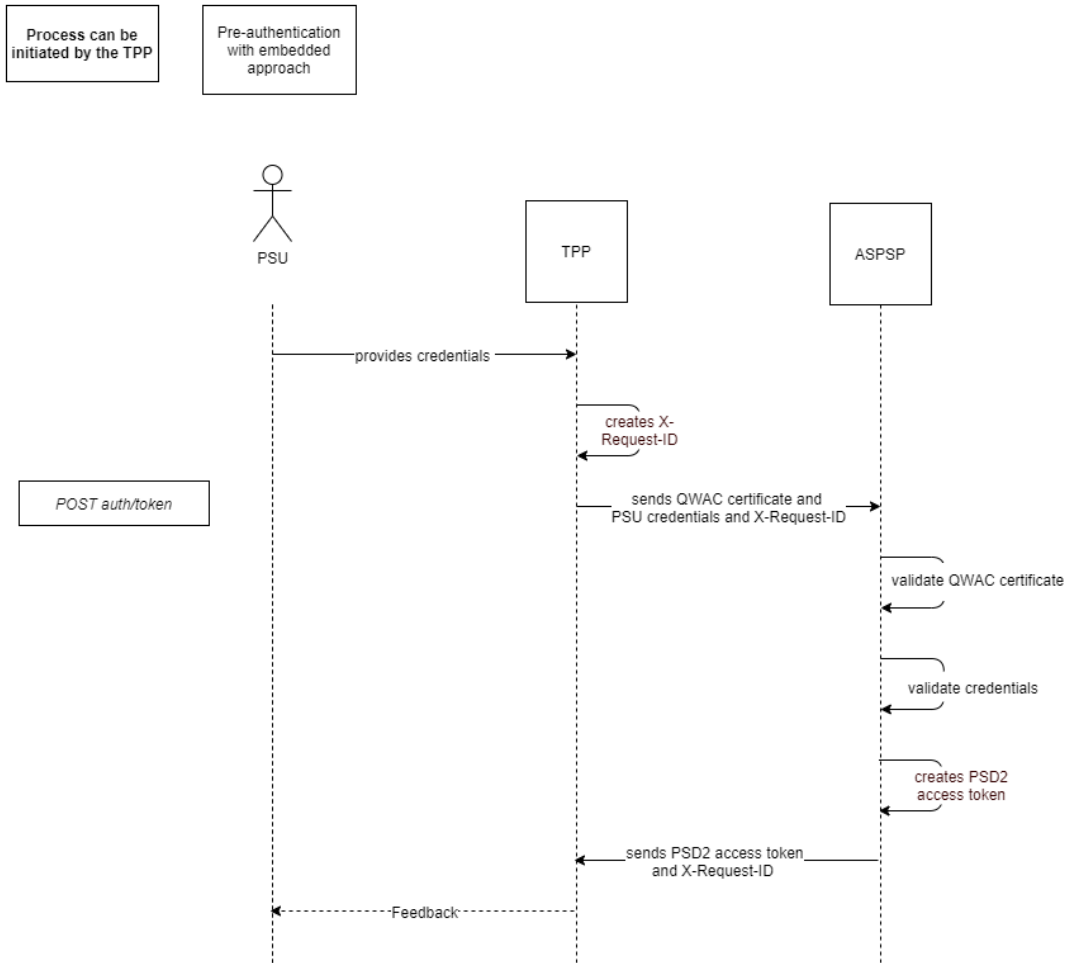 Process can be
initiated by the TPP
Pre-authentication
with embedded
approach
PSU
TPP
ASPSP
provides credentials
creates X-
Request-ID
POST auth/token
sends QWAC certificate and
PSU credentials and X-Request-ID
validate QWAC certificate
validate credentials
creates PSD2
access token
sends PSD2 access token
and X-Request-ID
Feedback